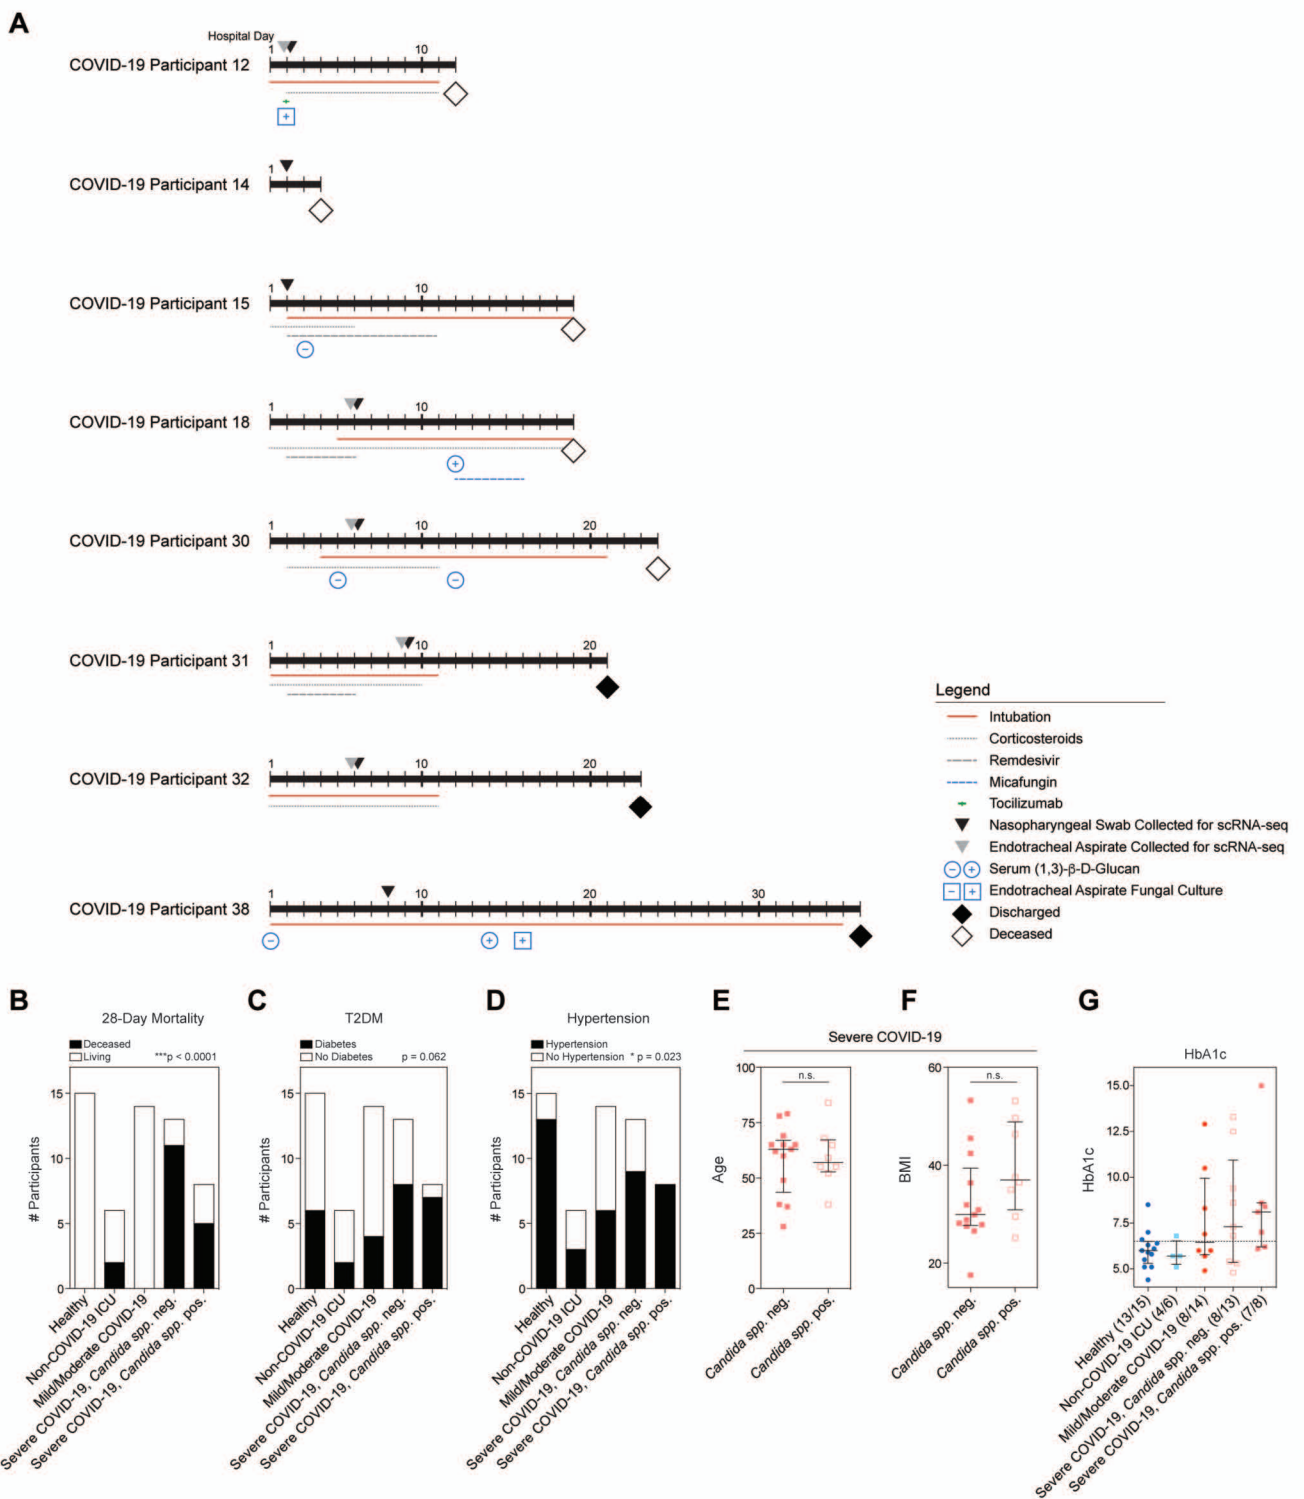 A
Hospital Day
1 10
COVID-19 Participant 12
1
COVID-19 Participant 14
1 10
COVID-19 Participant 15
1 10
COVID-19 Participant 18
1 10 20
COVID-19 Participant 30
1 10 20
COVID-19 Participant 31
1 10 20
COVID-19 Participant 32
1 10 20 30
COVID-19 Participant 38
Legend
Intubation
Corticosteroids
Remdesivir
Micafungin
Tocilizumab
Nasopharyngeal Swab Collected for scRNA-seq
Endotracheal Aspirate Collected for scRNA-seq
Serum (1,3)-β-D-Glucan
Endotracheal Aspirate Fungal Culture
Discharged
Deceased
B
28-Day Mortality
Deceased
Living ***p < 0.0001
# Participants
15
10
5
0
Healthy
Non-COVID-19 ICU
Mild/Moderate COVID-19
Severe COVID-19, Candida spp. neg.
Severe COVID-19, Candida spp. pos.
C
T2DM
Diabetes
No Diabetes p = 0.062
# Participants
15
10
5
0
Healthy
Non-COVID-19 ICU
Mild/Moderate COVID-19
Severe COVID-19, Candida spp. neg.
Severe COVID-19, Candida spp. pos.
D
Hypertension
Hypertension
No Hypertension * p = 0.023
# Participants
15
10
5
0
Healthy
Non-COVID-19 ICU
Mild/Moderate COVID-19
Severe COVID-19, Candida spp. neg.
Severe COVID-19, Candida spp. pos.
Severe COVID-19
E
n.s.
Age
100
75
50
25
0
Candida spp. neg.
Candida spp. pos.
F
n.s.
BMI
60
40
20
Candida spp. neg.
Candida spp. pos.
G
HbA1c
HbA1c
15.0
12.5
10.0
7.5
5.0
Healthy (13/15)
Non-COVID-19 ICU (4/6)
Mild/Moderate COVID-19 (8/14)
Severe COVID-19, Candida spp. neg. (8/13)
Severe COVID-19, Candida spp. pos. (7/8)